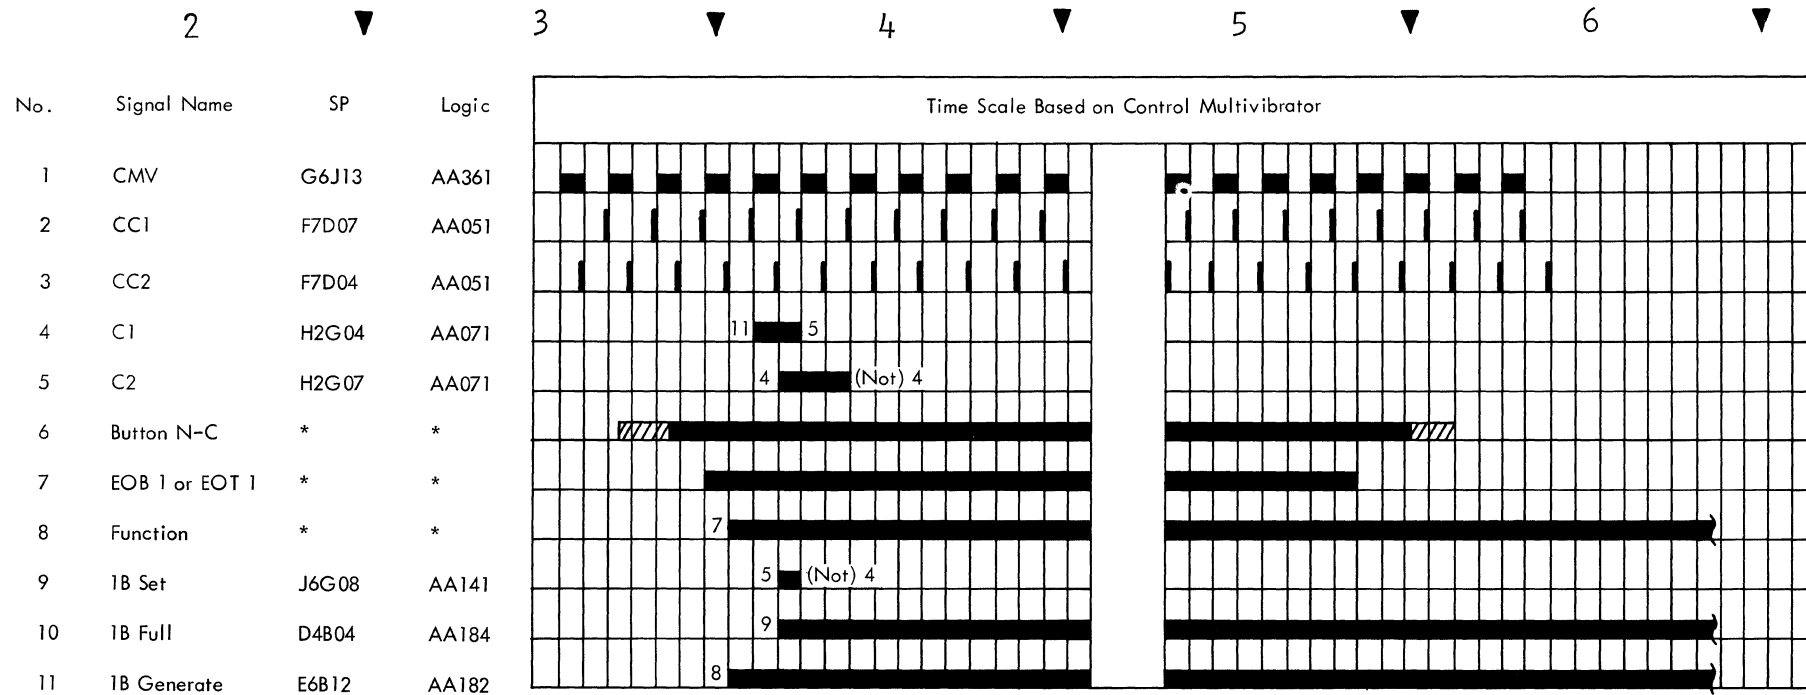 2 3 4 5 6
No. Signal Name SP Logic Time Scale Based on Control Multivibrator
1 CMV G6J13 AA361
2 CC1 F7D07 AA051
3 CC2 F7D04 AA051
4 C1 H2G04 AA071 11 5
5 C2 H2G07 AA071 4 (Not) 4
6 Button N-C * *
7 EOB 1 or EOT 1 * *
8 Function * * 7
9 1B Set J6G08 AA141 5 (Not) 4
10 1B Full D4B04 AA184 9
11 1B Generate E6B12 AA182 8